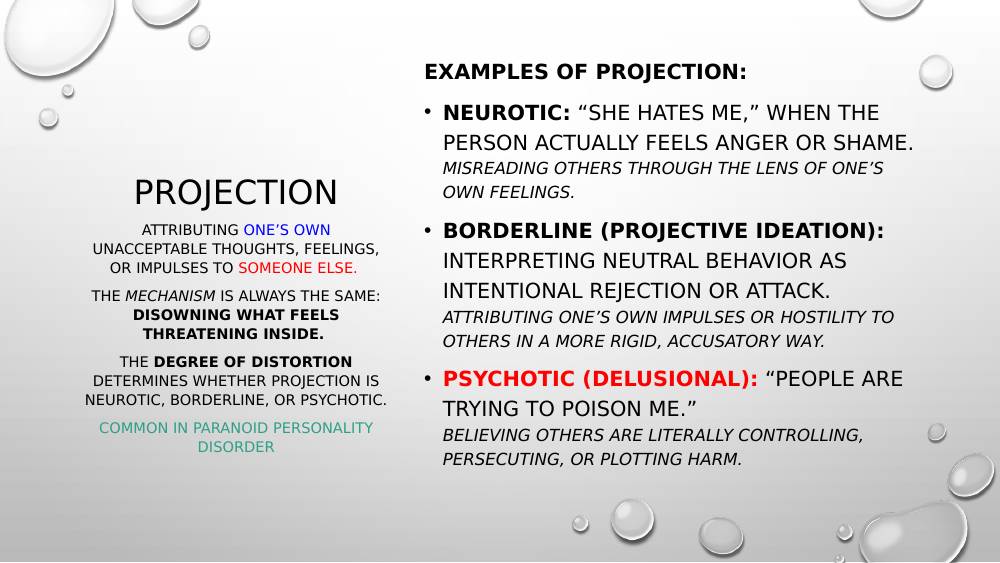 PROJECTION
ATTRIBUTING ONE’S OWN
UNACCEPTABLE THOUGHTS, FEELINGS,
OR IMPULSES TO SOMEONE ELSE.
THE MECHANISM IS ALWAYS THE SAME:
DISOWNING WHAT FEELS
THREATENING INSIDE.
THE DEGREE OF DISTORTION
DETERMINES WHETHER PROJECTION IS
NEUROTIC, BORDERLINE, OR PSYCHOTIC.
COMMON IN PARANOID PERSONALITY
DISORDER
EXAMPLES OF PROJECTION:
• NEUROTIC: “SHE HATES ME,” WHEN THE
PERSON ACTUALLY FEELS ANGER OR SHAME.
MISREADING OTHERS THROUGH THE LENS OF ONE’S
OWN FEELINGS.
• BORDERLINE (PROJECTIVE IDEATION):
INTERPRETING NEUTRAL BEHAVIOR AS
INTENTIONAL REJECTION OR ATTACK.
ATTRIBUTING ONE’S OWN IMPULSES OR HOSTILITY TO
OTHERS IN A MORE RIGID, ACCUSATORY WAY.
• PSYCHOTIC (DELUSIONAL): “PEOPLE ARE
TRYING TO POISON ME.”
BELIEVING OTHERS ARE LITERALLY CONTROLLING,
PERSECUTING, OR PLOTTING HARM.